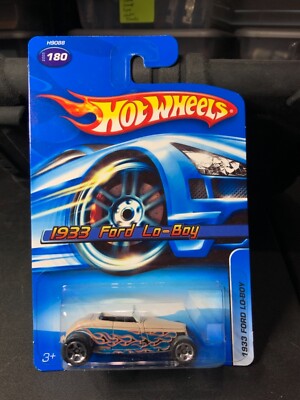 H9088
180
HOT WHEELS
1933 Ford Lo-Boy
1933 FORD LO-BOY
3+